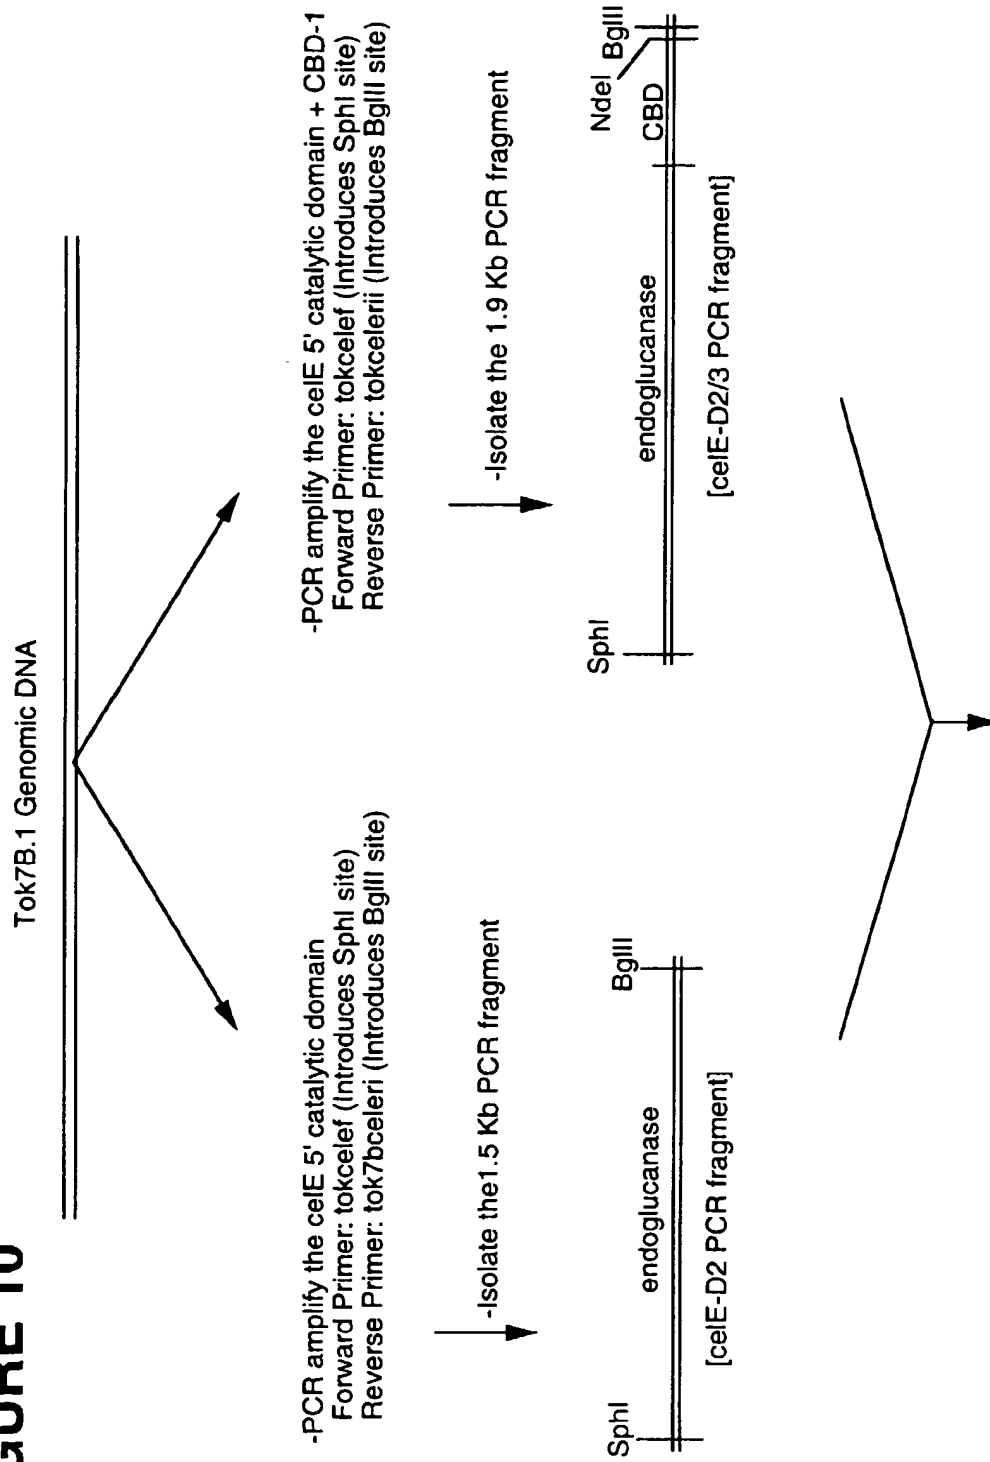 GURE 10
Tok7B.1 Genomic DNA
-PCR amplify the celE 5' catalytic domain
Forward Primer: tokcelef (Introduces SphI site)
Reverse Primer: tok7bceleri (Introduces BglII site)
-Isolate the1.5 Kb PCR fragment
SphI
endoglucanase
BglII
[celE-D2 PCR fragment]
-PCR amplify the celE 5' catalytic domain + CBD-1
Forward Primer: tokcelef (Introduces SphI site)
Reverse Primer: tokcelerii (Introduces BglII site)
-Isolate the 1.9 Kb PCR fragment
SphI
endoglucanase
CBD
NdeI
BglII
[celE-D2/3 PCR fragment]